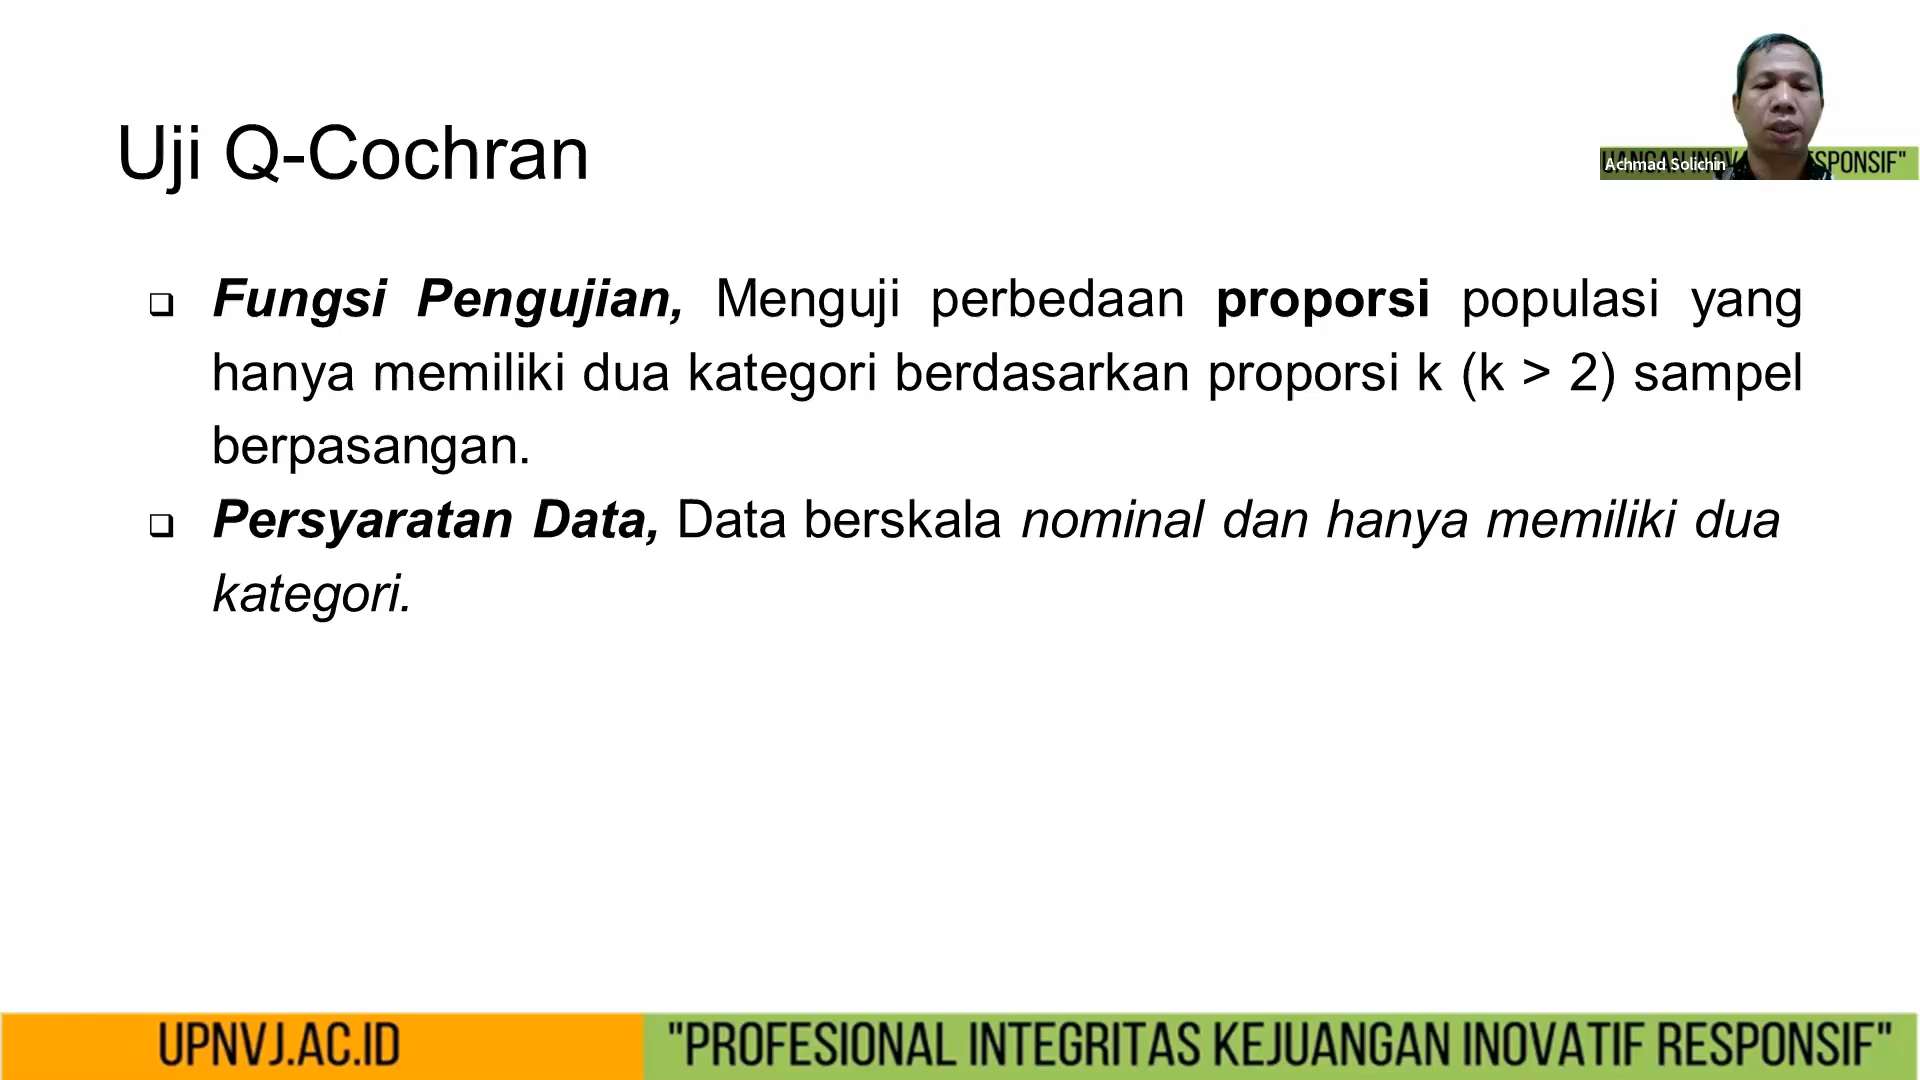 Uji Q-Cochran
Fungsi Pengujian, Menguji perbedaan proporsi populasi yang
hanya memiliki dua kategori berdasarkan proporsi k (k > 2) sampel
berpasangan.
Persyaratan Data, Data berskala nominal dan hanya memiliki dua
kategori.
Achmad Solichin
SPONSIF"
UPNVJ.AC.ID
"PROFESIONAL INTEGRITAS KEJUANGAN INOVATIF RESPONSIF"